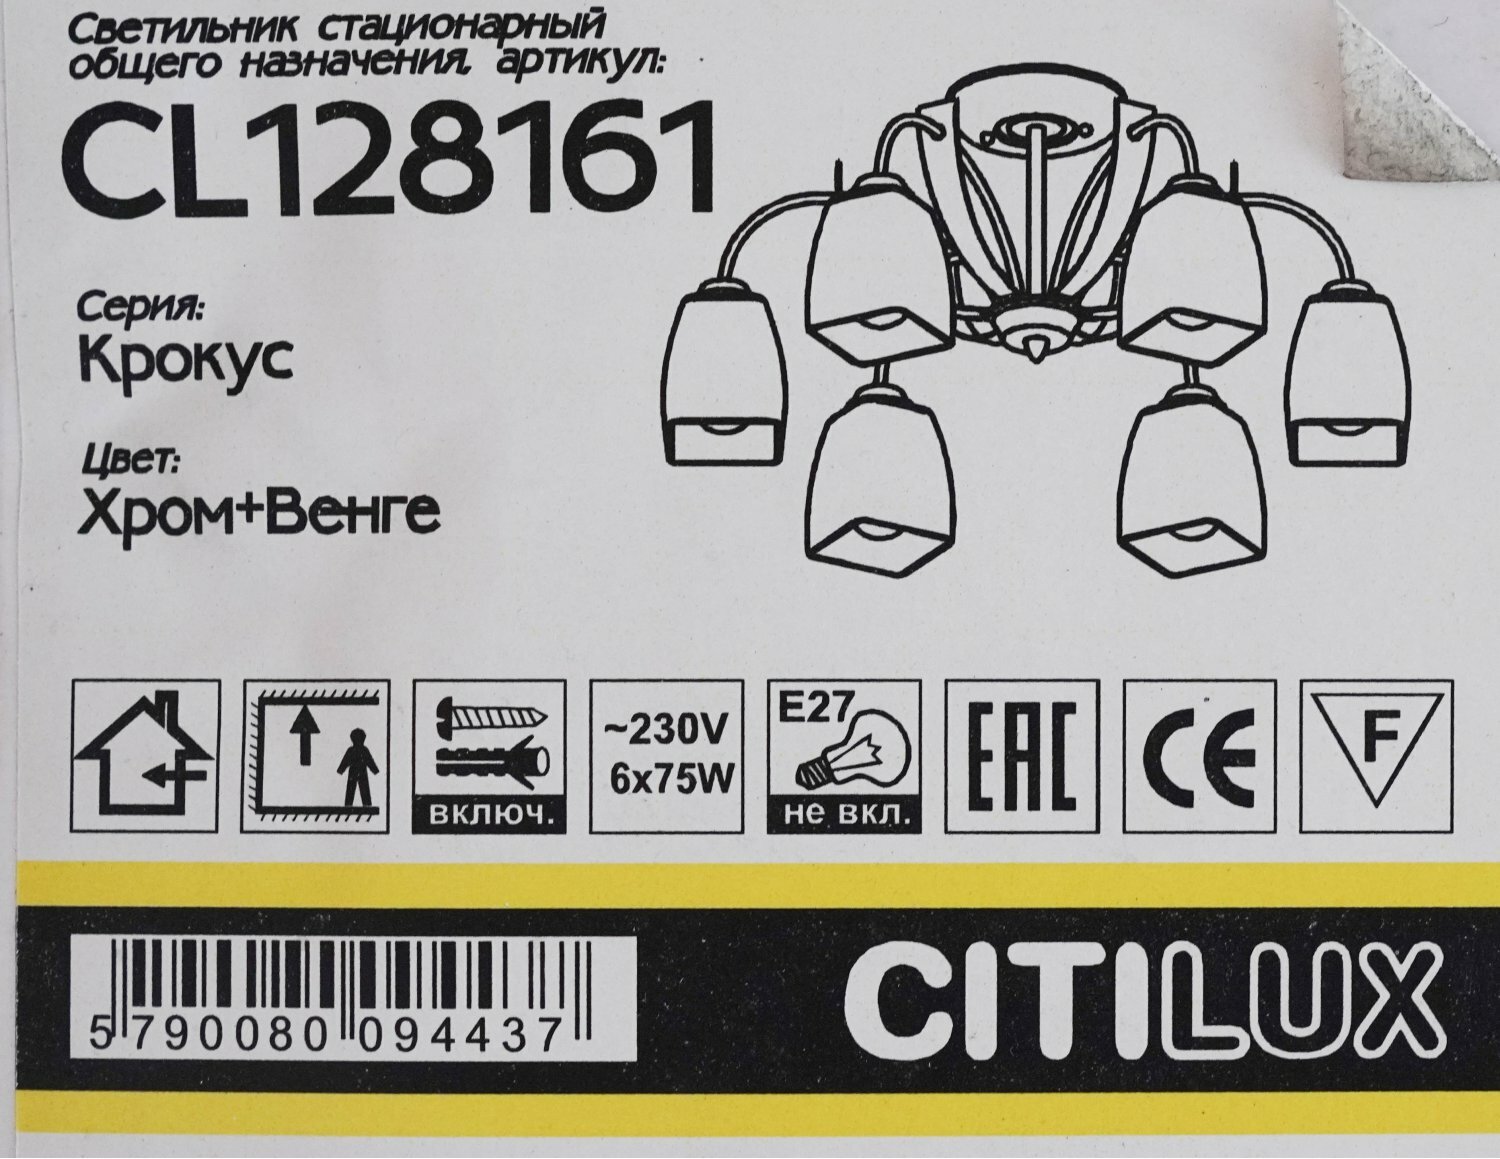 Светильник стационарный
общего назначения, артикул:
CL128161
Серия:
Крокус
Цвет:
Хром+Венге
включ.
~230V
6x75W
E27
не вкл.
EAC
CE
F
5 790080 094437
CITILUX